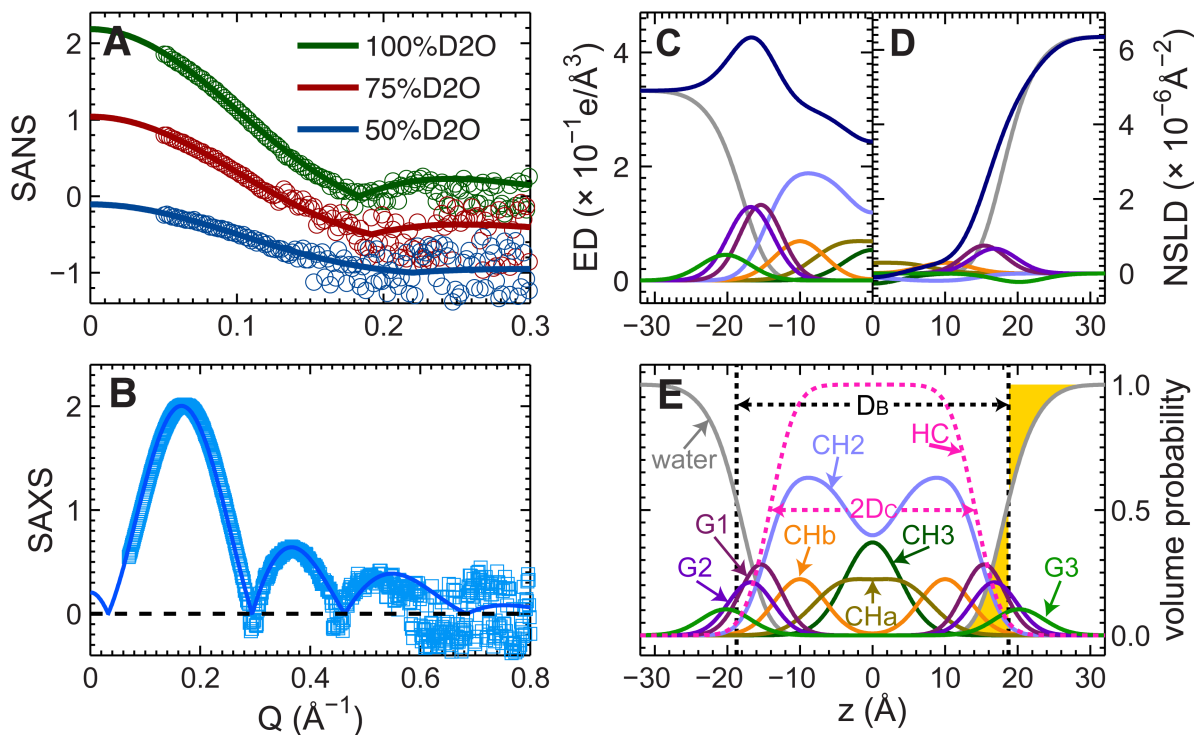 A
100%D2O
75%D2O
50%D2O
SANS
2
1
0
−1
0
0.1
0.2
0.3
C
ED (× 10⁻¹ e/Å³)
4
2
0
−30
−20
−10
0
D
NSLD (× 10⁻⁶Å⁻²)
6
4
2
0
10
20
30
B
SAXS
2
1
0
0
0.2
0.4
0.6
0.8
Q (Å⁻¹)
E
DB
HC
water
CH2
2DC
G1
CHb
CH3
G2
G3
CHa
volume probability
1.0
0.5
0.0
−30
−20
−10
0
10
20
30
z (Å)